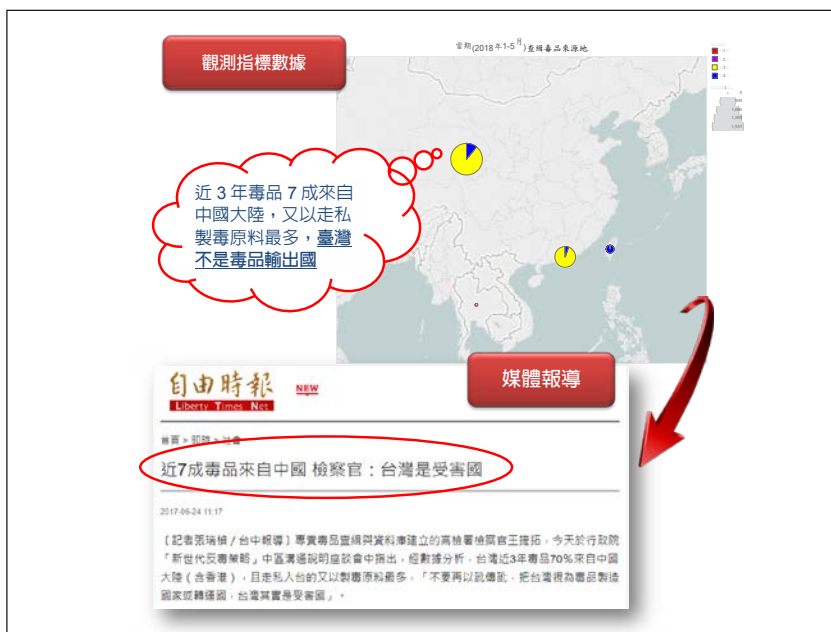 觀測指標數據
當期(2018年1-5月)查緝毒品來源地
近 3 年毒品 7 成來自
中國大陸，又以走私
製毒原料最多，臺灣
不是毒品輸出國
媒體報導
自由時報 NEW
Liberty Times Net
首頁 > 即時 > 社會
近7成毒品來自中國 檢察官：台灣是受害國
2017-06-24 11:17
〔記者張瑞楨／台中報導〕專責毒品查緝與資料庫建立的高檢署檢察官王捷拓，今天於行政院
「新世代反毒策略」中區溝通說明座談會中指出，經數據分析，台灣近3年毒品70%來自中國
大陸（含香港），且走私入台的又以製毒原料最多，「不要再以訛傳訛，把台灣視為毒品製造
國家或轉運國，台灣其實是受害國」。